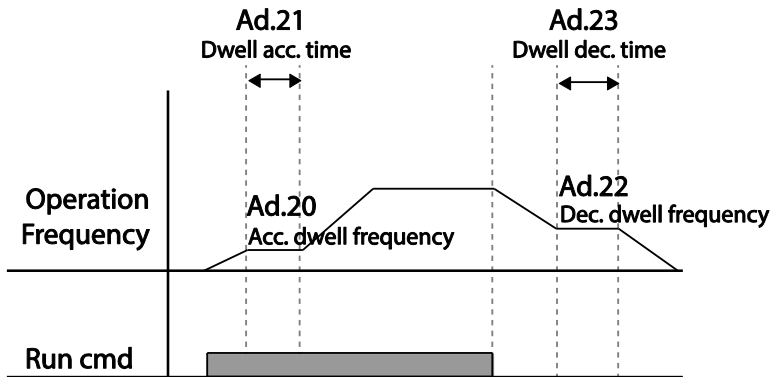 Ad.21
Dwell acc. time
Ad.23
Dwell dec. time
Operation
Frequency
Ad.20
Acc. dwell frequency
Ad.22
Dec. dwell frequency
Run cmd